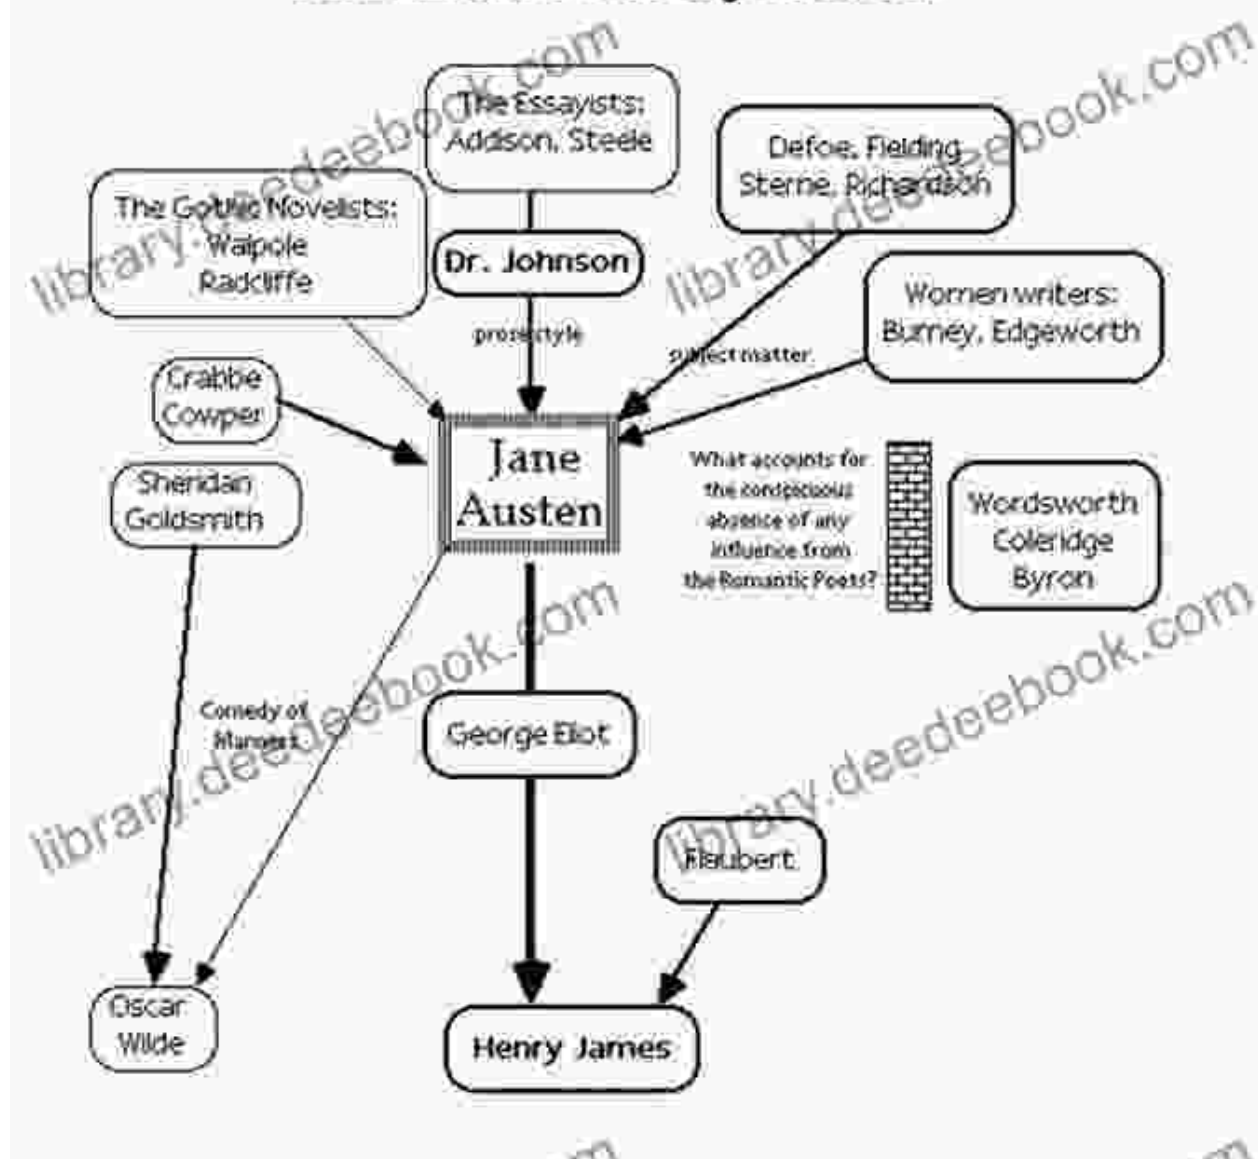 The Essayists:
Addison, Steele
Defoe, Fielding
Sterne, Richardson
The Gothic Novelists:
Walpole
Radcliffe
Dr. Johnson
Women writers:
Burney, Edgeworth
prose style
subject matter
Crabbe
Cowper
Jane
Austen
Sheridan
Goldsmith
What accounts for
the conspicuous
absence of any
influence from
the Romantic Poets?
Wordsworth
Coleridge
Byron
Comedy of
Manners
George Eliot
Flaubert
Oscar
Wilde
Henry James
library.deedeebook.com
library.deedeebook.com
library.deedeebook.com
library.deedeebook.com